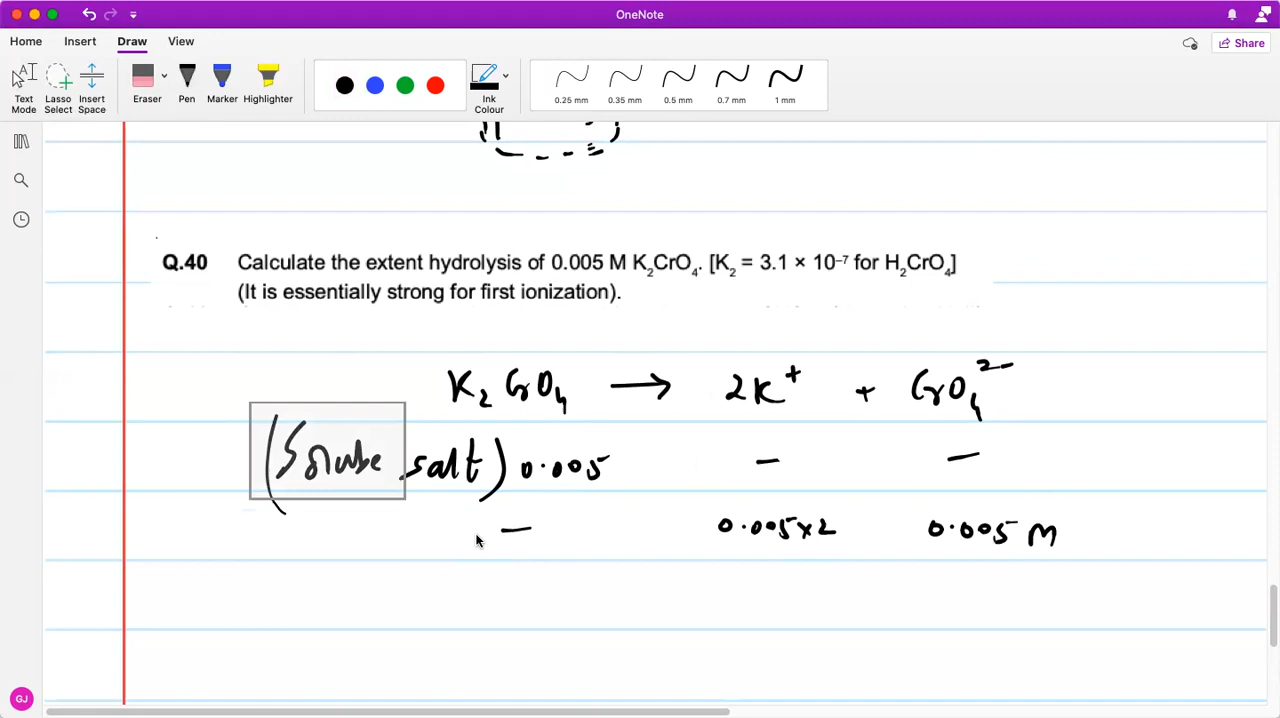 OneNote
Home Insert Draw View
Share
Text Mode
Lasso Select
Insert Space
Eraser
Pen
Marker
Highlighter
Ink Colour
0.25 mm
0.35 mm
0.5 mm
0.7 mm
1 mm
Q.40 Calculate the extent hydrolysis of 0.005 M K₂CrO₄. [K₂ = 3.1 × 10⁻⁷ for H₂CrO₄]
(It is essentially strong for first ionization).
K₂CrO₄ → 2K⁺ + CrO₄²⁻
(Soluble salt) 0.005 — —
— 0.005×2 0.005 M
GJ